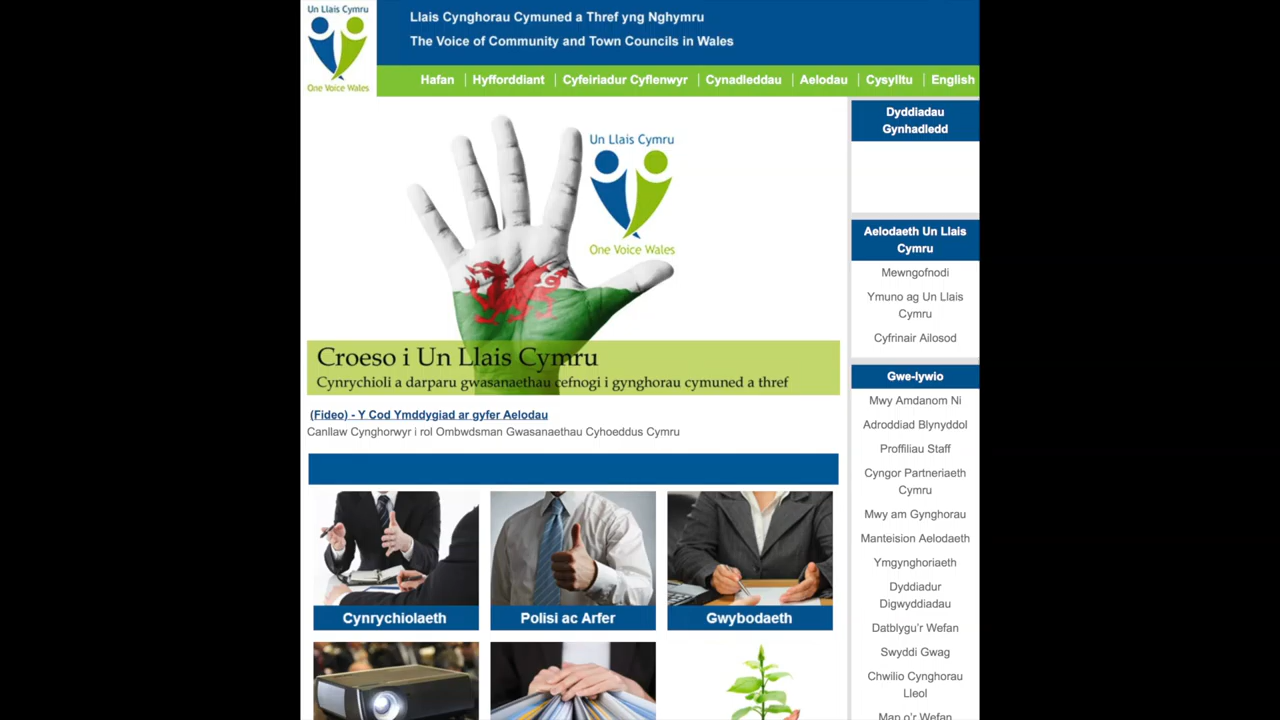 Un Llais Cymru
One Voice Wales
Llais Cynghorau Cymuned a Thref yng Nghymru
The Voice of Community and Town Councils in Wales
Hafan
Hyfforddiant
Cyfeiriadur Cyflenwyr
Cynadleddau
Aelodau
Cysylltu
English
Un Llais Cymru
One Voice Wales
Croeso i Un Llais Cymru
Cynrychioli a darparu gwasanaethau cefnogi i gynghorau cymuned a thref
(Fideo) - Y Cod Ymddygiad ar gyfer Aelodau
Canllaw Cynghorwyr i rol Ombwdsman Gwasanaethau Cyhoeddus Cymru
Cynrychiolaeth
Polisi ac Arfer
Gwybodaeth
Dyddiadau
Gynhadledd
Aelodaeth Un Llais
Cymru
Mewngofnodi
Ymuno ag Un Llais
Cymru
Cyfrinair Ailosod
Gwe-lywio
Mwy Amdanom Ni
Adroddiad Blynyddol
Proffiliau Staff
Cyngor Partneriaeth
Cymru
Mwy am Gynghorau
Manteision Aelodaeth
Ymgynghoriaeth
Dyddiadur
Digwyddiadau
Datblygu'r Wefan
Swyddi Gwag
Chwilio Cynghorau
Lleol
Map o'r Wefan